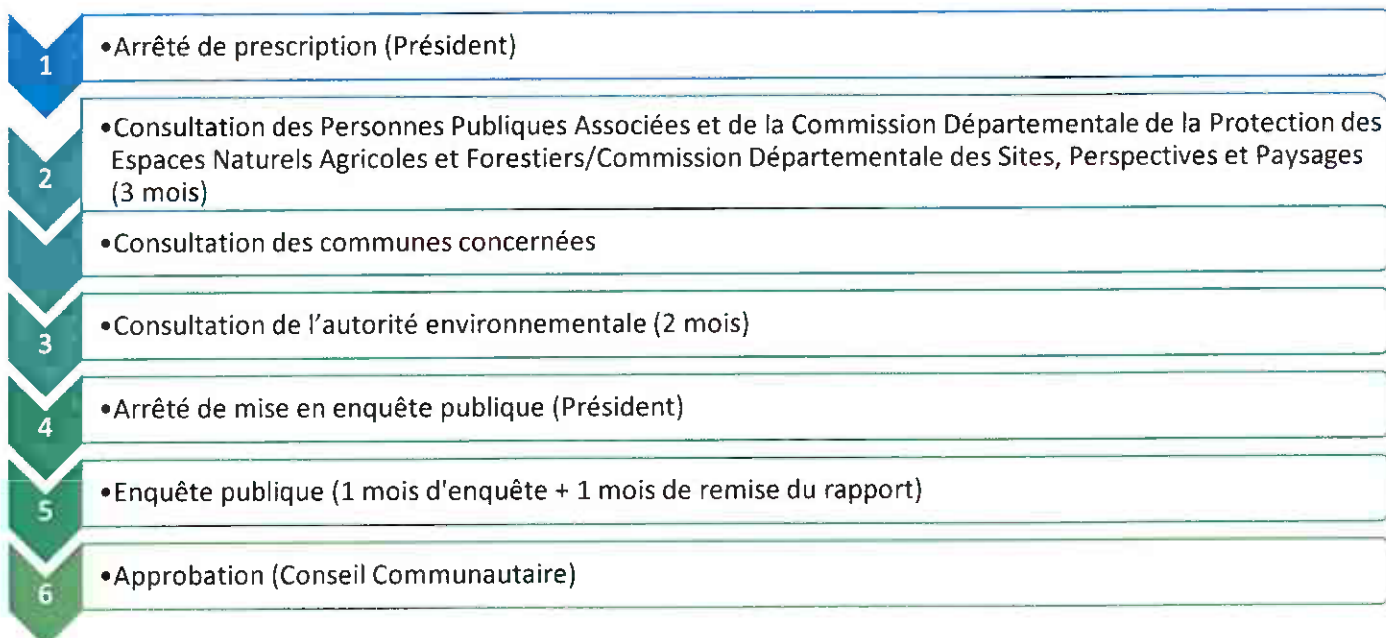 1
•Arrêté de prescription (Président)
2
•Consultation des Personnes Publiques Associées et de la Commission Départementale de la Protection des
Espaces Naturels Agricoles et Forestiers/Commission Départementale des Sites, Perspectives et Paysages
(3 mois)
•Consultation des communes concernées
3
•Consultation de l'autorité environnementale (2 mois)
4
•Arrêté de mise en enquête publique (Président)
5
•Enquête publique (1 mois d'enquête + 1 mois de remise du rapport)
6
•Approbation (Conseil Communautaire)